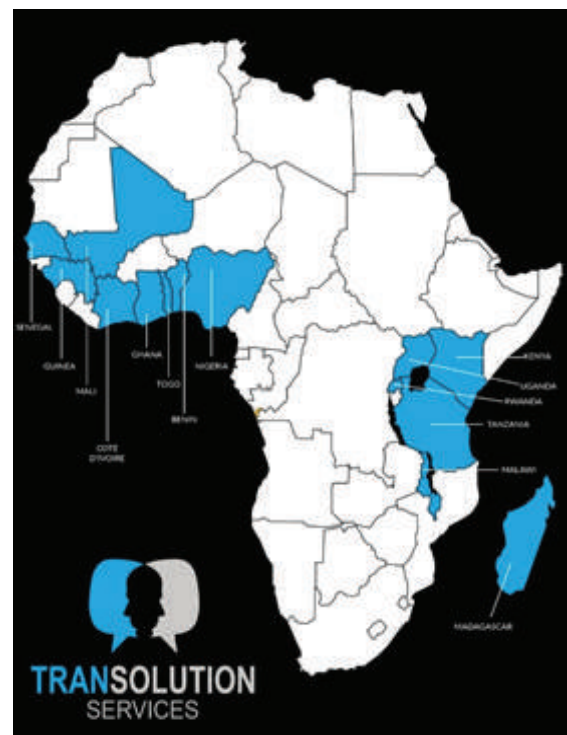 SENEGAL
GUINEA
MALI
COTE
D'IVOIRE
GHANA
TOGO
BENIN
NIGERIA
KENYA
UGANDA
RWANDA
TANZANIA
MALAWI
MADAGASCAR
TRANSOLUTION
SERVICES